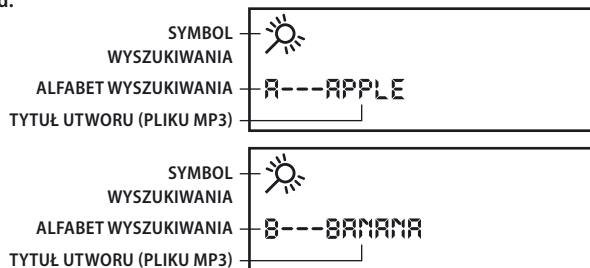 u.
SYMBOL
WYSZUKIWANIA
ALFABET WYSZUKIWANIA
A---APPLE
TYTUŁ UTWORU (PLIKU MP3)
SYMBOL
WYSZUKIWANIA
ALFABET WYSZUKIWANIA
B---BANANA
TYTUŁ UTWORU (PLIKU MP3)